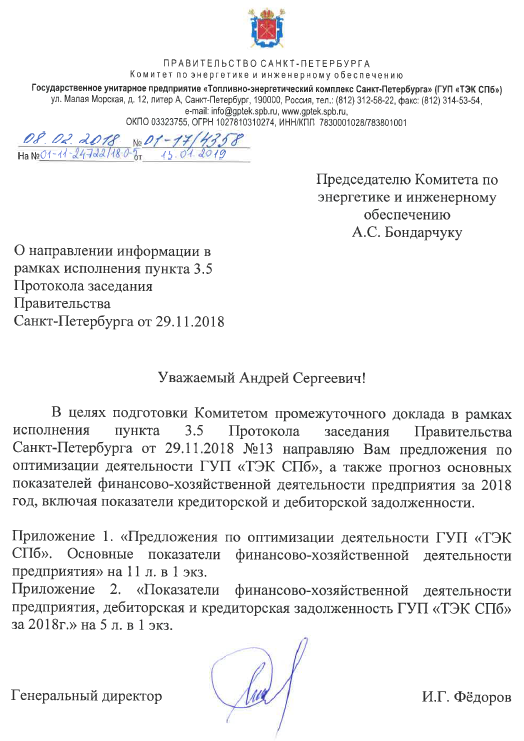 ПРАВИТЕЛЬСТВО САНКТ-ПЕТЕРБУРГА
Комитет по энергетике и инженерному обеспечению
Государственное унитарное предприятие «Топливно-энергетический комплекс Санкт-Петербурга» (ГУП «ТЭК СПб»)
ул. Малая Морская, д. 12, литер А, Санкт-Петербург, 190000, Россия, тел.: (812) 312-58-22, факс: (812) 314-53-54,
e-mail: info@gptek.spb.ru, www.gptek.spb.ru,
ОКПО 03323755, ОГРН 1027810310274, ИНН/КПП 7830001028/783801001
08.02.2018 № 01-17/4358
На № 01-11-24722/18-0-5 от 15.01.2019
Председателю Комитета по
энергетике и инженерному
обеспечению
А.С. Бондарчуку
О направлении информации в
рамках исполнения пункта 3.5
Протокола заседания
Правительства
Санкт-Петербурга от 29.11.2018
Уважаемый Андрей Сергеевич!
В целях подготовки Комитетом промежуточного доклада в рамках
исполнения пункта 3.5 Протокола заседания Правительства
Санкт-Петербурга от 29.11.2018 №13 направляю Вам предложения по
оптимизации деятельности ГУП «ТЭК СПб», а также прогноз основных
показателей финансово-хозяйственной деятельности предприятия за 2018
год, включая показатели кредиторской и дебиторской задолженности.
Приложение 1. «Предложения по оптимизации деятельности ГУП «ТЭК
СПб». Основные показатели финансово-хозяйственной деятельности
предприятия» на 11 л. в 1 экз.
Приложение 2. «Показатели финансово-хозяйственной деятельности
предприятия, дебиторская и кредиторская задолженность ГУП «ТЭК СПб»
за 2018г.» на 5 л. в 1 экз.
Генеральный директор И.Г. Фёдоров